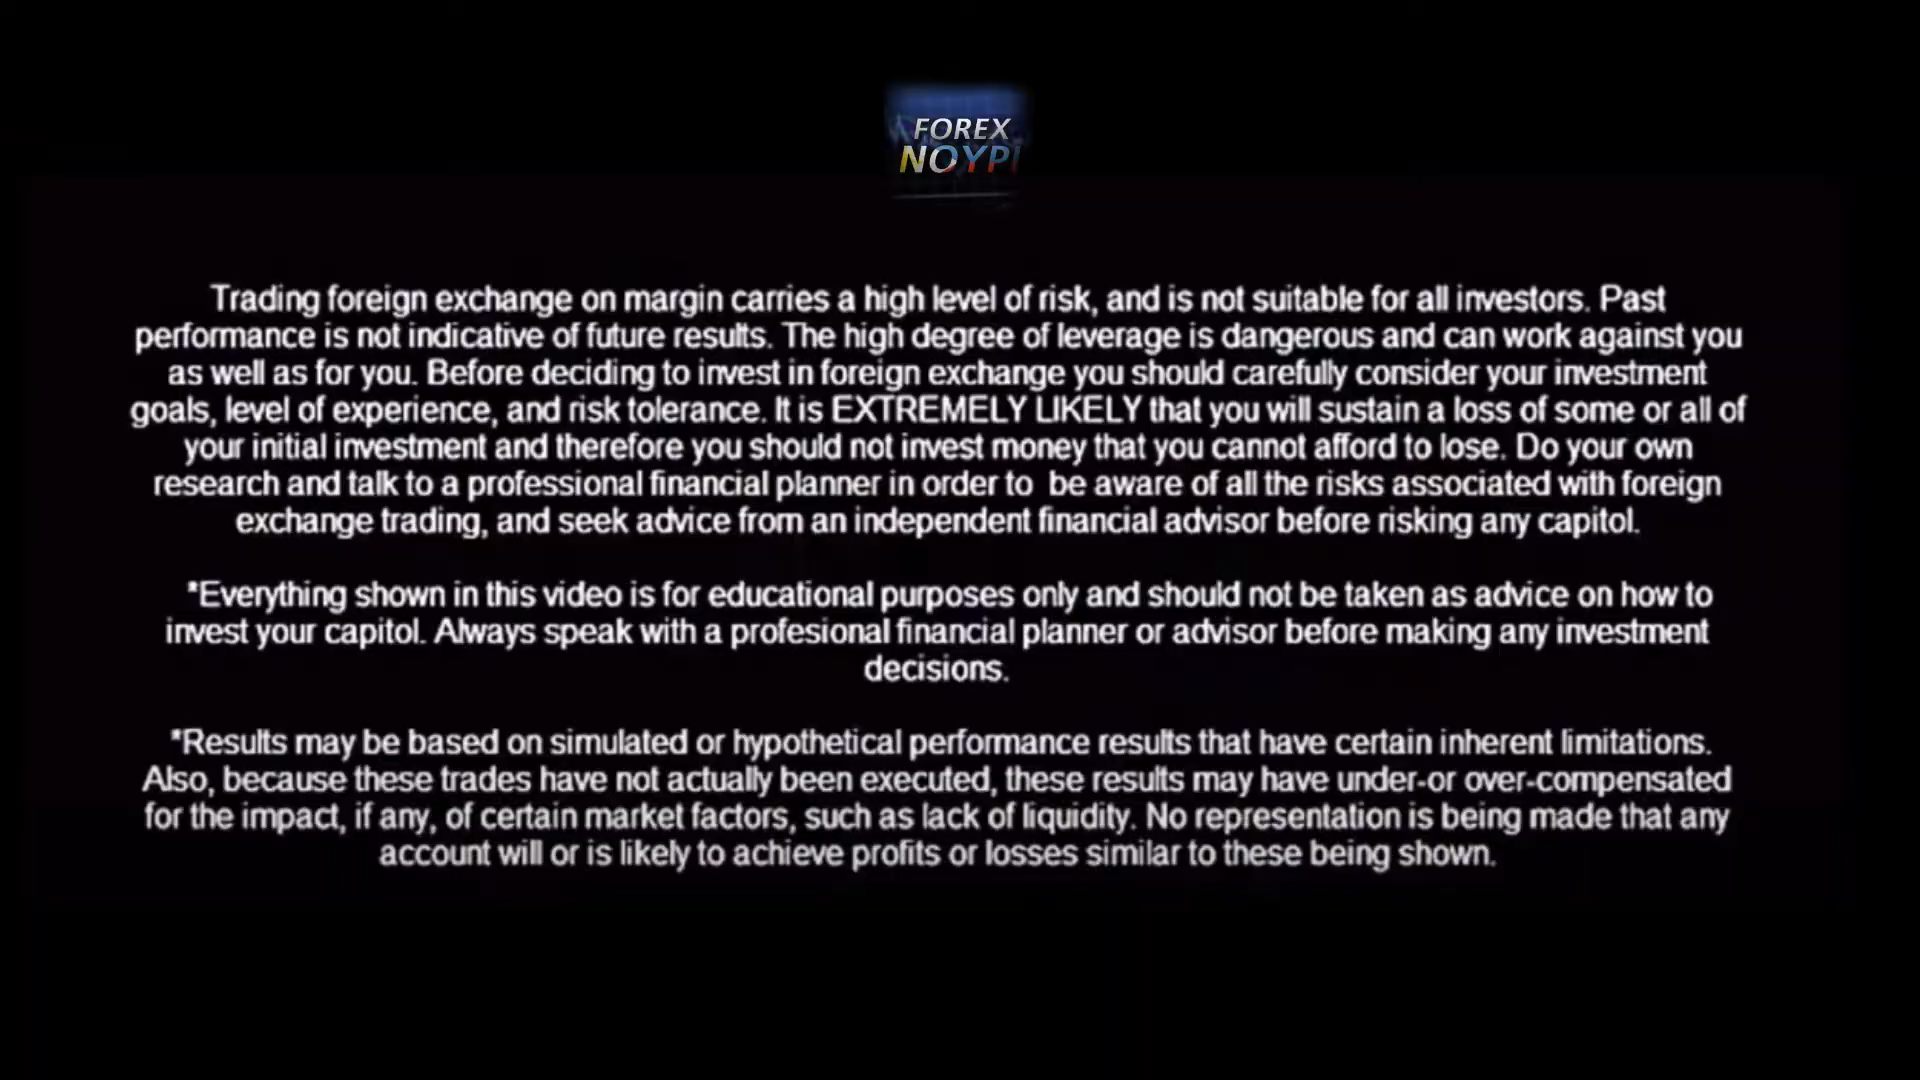 FOREX
NOYPI
Trading foreign exchange on margin carries a high level of risk, and is not suitable for all investors. Past
performance is not indicative of future results. The high degree of leverage is dangerous and can work against you
as well as for you. Before deciding to invest in foreign exchange you should carefully consider your investment
goals, level of experience, and risk tolerance. It is EXTREMELY LIKELY that you will sustain a loss of some or all of
your initial investment and therefore you should not invest money that you cannot afford to lose. Do your own
research and talk to a professional financial planner in order to  be aware of all the risks associated with foreign
exchange trading, and seek advice from an independent financial advisor before risking any capitol.
*Everything shown in this video is for educational purposes only and should not be taken as advice on how to
invest your capitol. Always speak with a profesional financial planner or advisor before making any investment
decisions.
*Results may be based on simulated or hypothetical performance results that have certain inherent limitations.
Also, because these trades have not actually been executed, these results may have under-or over-compensated
for the impact, if any, of certain market factors, such as lack of liquidity. No representation is being made that any
account will or is likely to achieve profits or losses similar to these being shown.